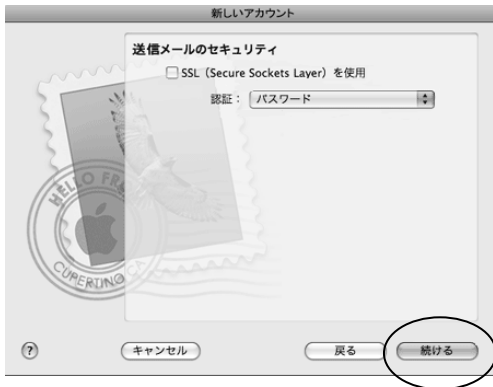 新しいアカウント
送信メールのセキュリティ
SSL（Secure Sockets Layer）を使用
認証： パスワード
HELLO FR
CUPERTINO CA
? キャンセル 戻る 続ける